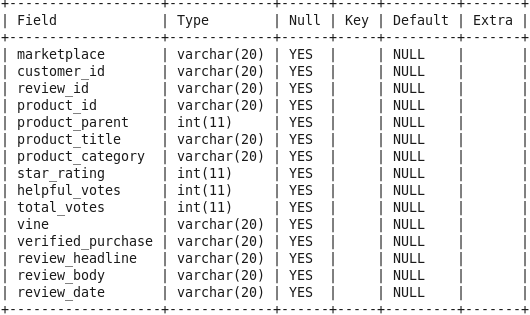 +-------------------+-------------+------+-----+---------+-------+
| Field             | Type        | Null | Key | Default | Extra |
+-------------------+-------------+------+-----+---------+-------+
| marketplace       | varchar(20) | YES  |     | NULL    |       |
| customer_id       | varchar(20) | YES  |     | NULL    |       |
| review_id         | varchar(20) | YES  |     | NULL    |       |
| product_id        | varchar(20) | YES  |     | NULL    |       |
| product_parent    | int(11)     | YES  |     | NULL    |       |
| product_title     | varchar(20) | YES  |     | NULL    |       |
| product_category  | varchar(20) | YES  |     | NULL    |       |
| star_rating       | int(11)     | YES  |     | NULL    |       |
| helpful_votes     | int(11)     | YES  |     | NULL    |       |
| total_votes       | int(11)     | YES  |     | NULL    |       |
| vine              | varchar(20) | YES  |     | NULL    |       |
| verified_purchase | varchar(20) | YES  |     | NULL    |       |
| review_headline   | varchar(20) | YES  |     | NULL    |       |
| review_body       | varchar(20) | YES  |     | NULL    |       |
| review_date       | varchar(20) | YES  |     | NULL    |       |
+-------------------+-------------+------+-----+---------+-------+